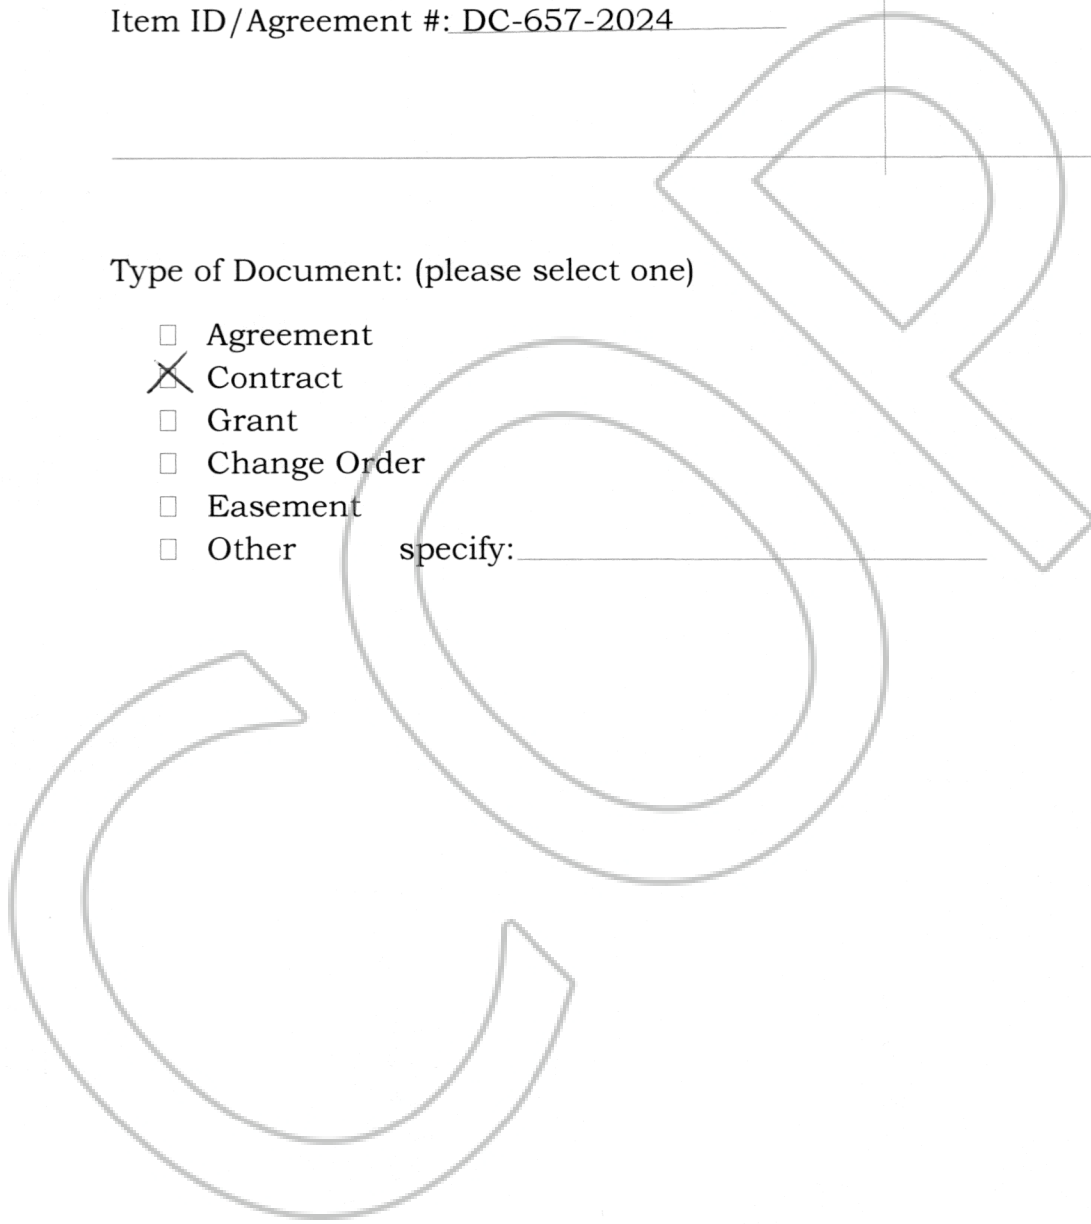 Item ID/Agreement #: DC-657-2024
Type of Document: (please select one)
☐ Agreement
☒ Contract
☐ Grant
☐ Change Order
☐ Easement
☐ Other specify:
COP